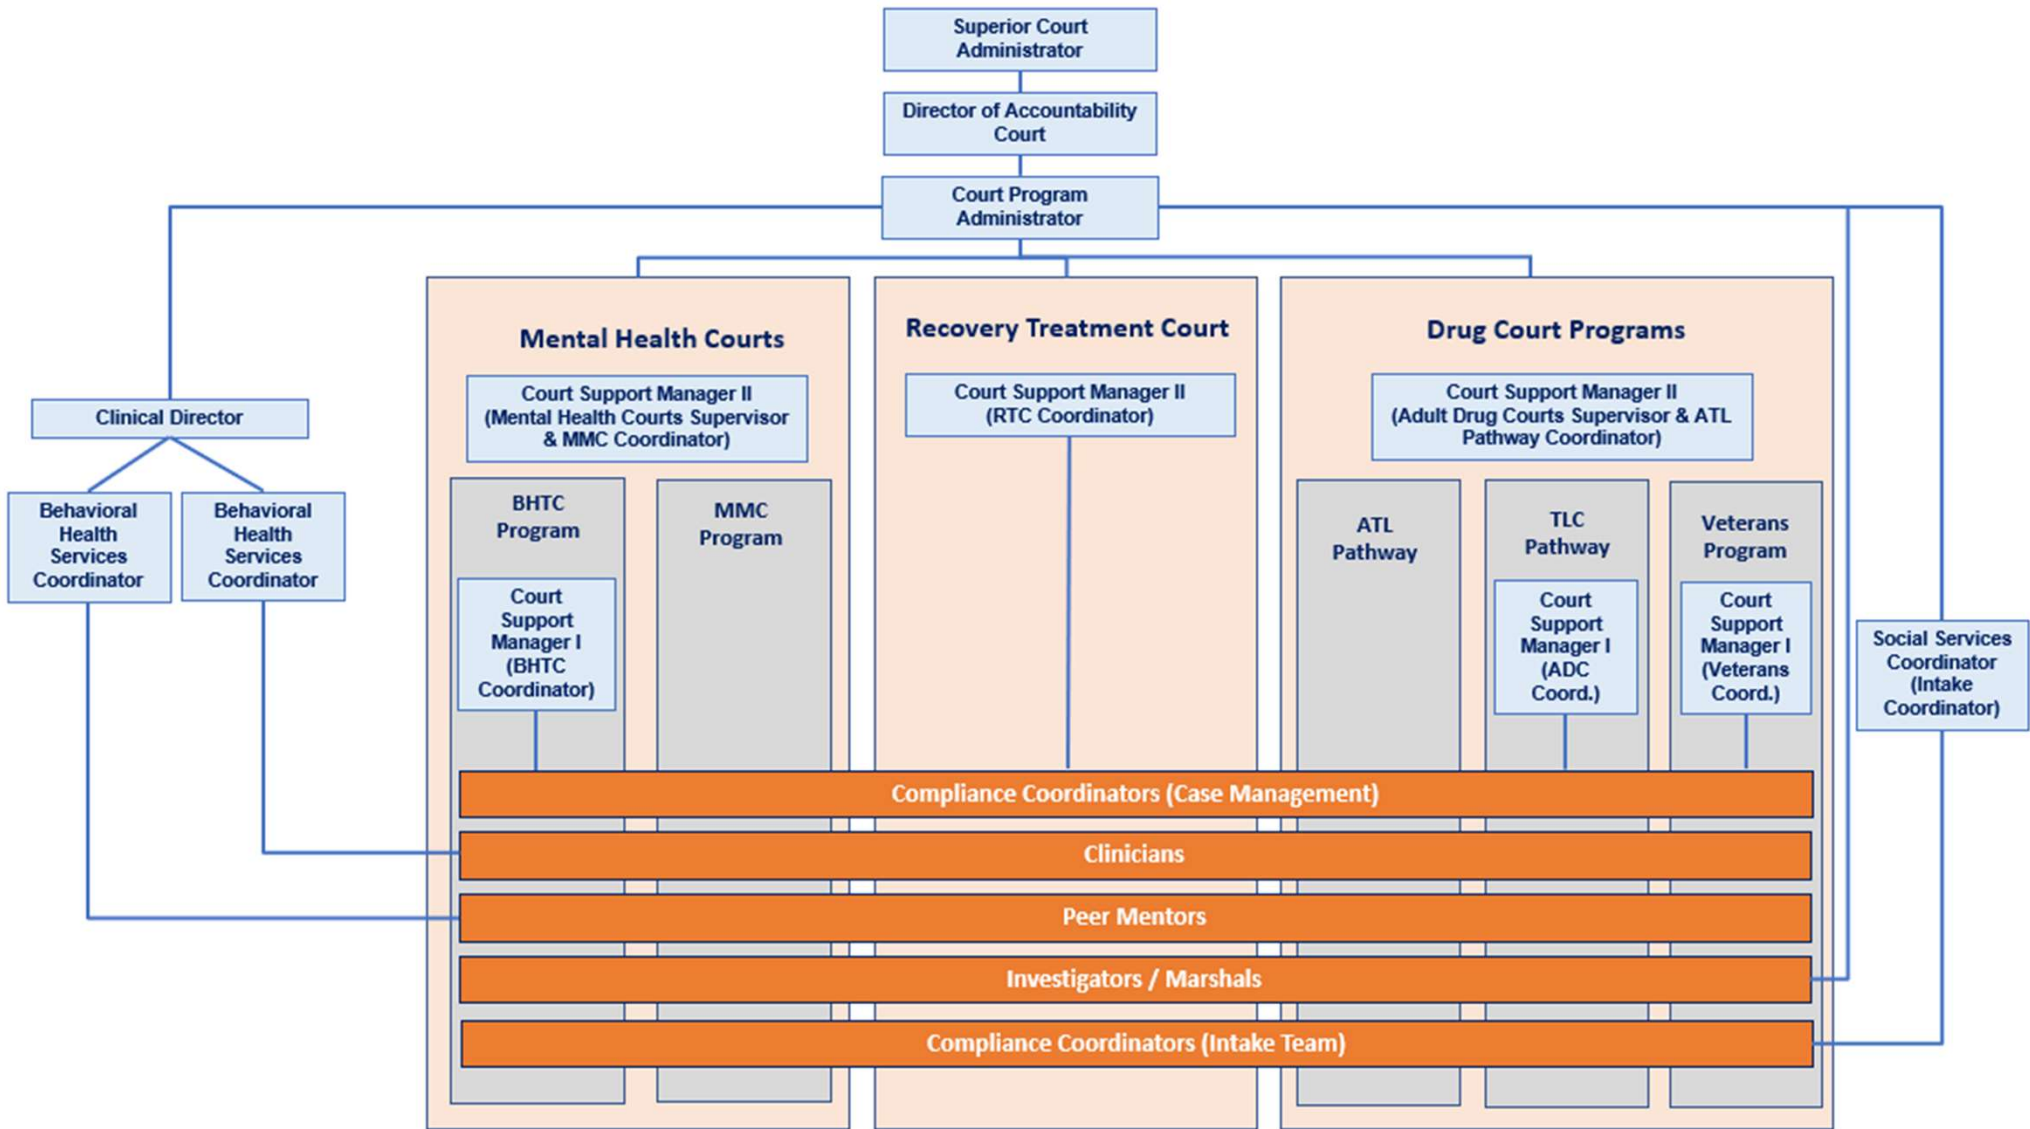 Superior Court
Administrator
Director of Accountability
Court
Court Program
Administrator
Mental Health Courts
Court Support Manager II
(Mental Health Courts Supervisor
& MMC Coordinator)
Recovery Treatment Court
Court Support Manager II
(RTC Coordinator)
Drug Court Programs
Court Support Manager II
(Adult Drug Courts Supervisor & ATL
Pathway Coordinator)
Clinical Director
Behavioral
Health
Services
Coordinator
Behavioral
Health
Services
Coordinator
BHTC
Program
Court
Support
Manager I
(BHTC
Coordinator)
MMC
Program
ATL
Pathway
TLC
Pathway
Court
Support
Manager I
(ADC
Coord.)
Veterans
Program
Court
Support
Manager I
(Veterans
Coord.)
Social Services
Coordinator
(Intake
Coordinator)
Compliance Coordinators (Case Management)
Clinicians
Peer Mentors
Investigators / Marshals
Compliance Coordinators (Intake Team)